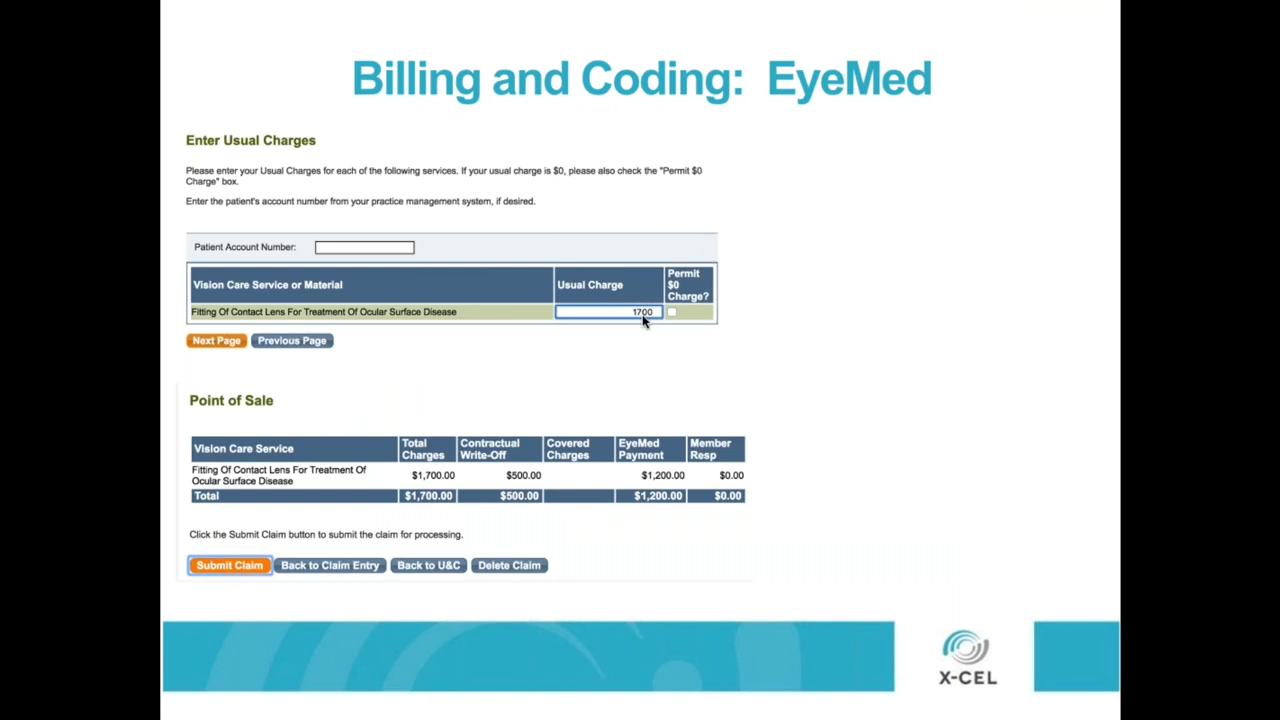 Billing and Coding: EyeMed
Enter Usual Charges
Please enter your Usual Charges for each of the following services. If your usual charge is $0, please also check the "Permit $0
Charge" box.
Enter the patient's account number from your practice management system, if desired.
Patient Account Number:
Vision Care Service or Material Usual Charge Permit $0 Charge?
Fitting Of Contact Lens For Treatment Of Ocular Surface Disease 1700
Next Page Previous Page
Point of Sale
Vision Care Service Total Charges Contractual Write-Off Covered Charges EyeMed Payment Member Resp
Fitting Of Contact Lens For Treatment Of Ocular Surface Disease $1,700.00 $500.00 $1,200.00 $0.00
Total $1,700.00 $500.00 $1,200.00 $0.00
Click the Submit Claim button to submit the claim for processing.
Submit Claim Back to Claim Entry Back to U&C Delete Claim
X-CEL